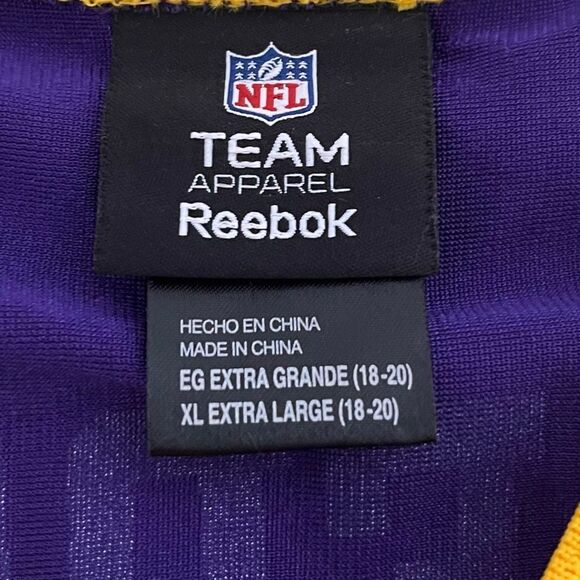 NFL
TEAM
APPAREL
Reebok
HECHO EN CHINA
MADE IN CHINA
EG EXTRA GRANDE (18-20)
XL EXTRA LARGE (18-20)